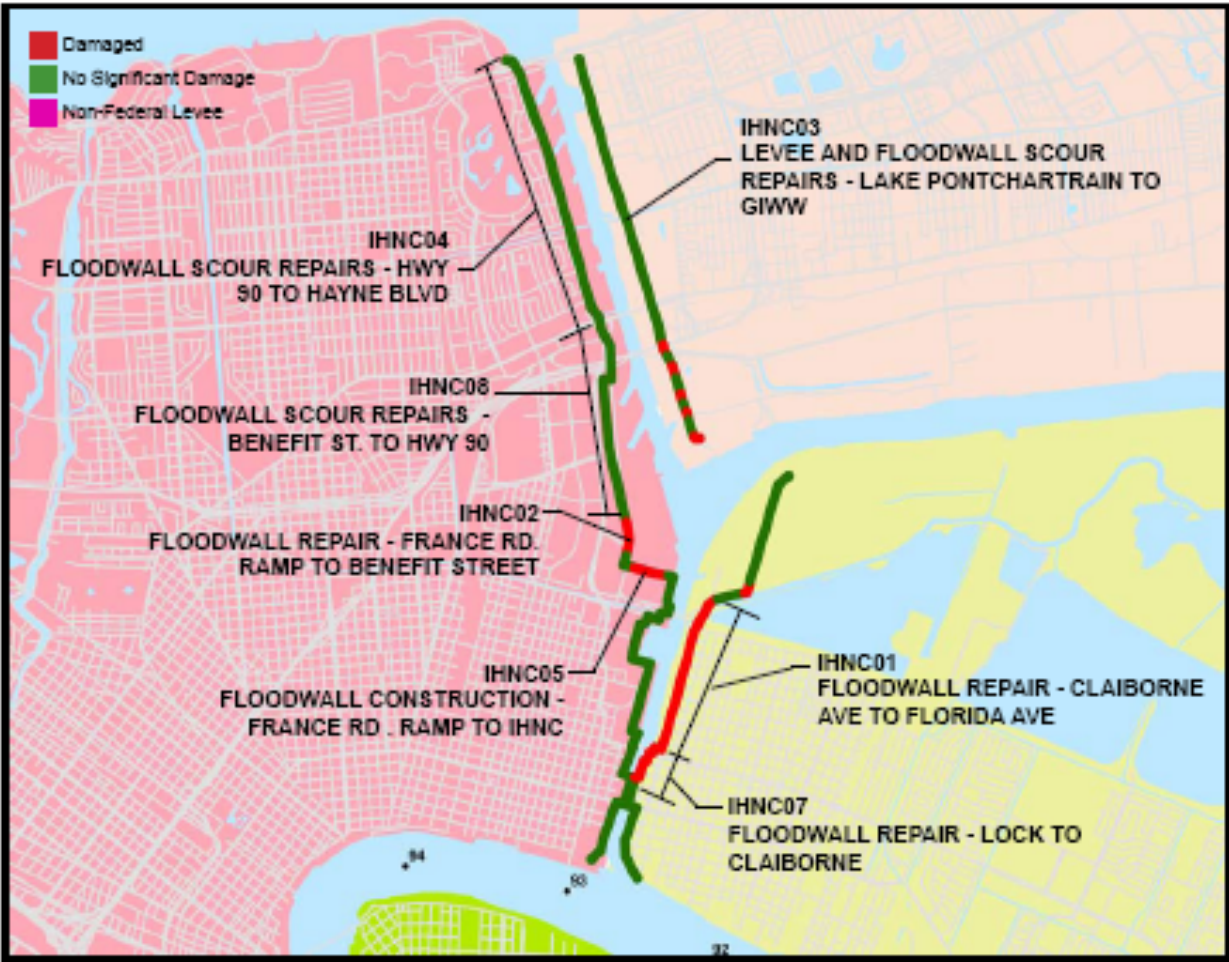 Damaged
No Significant Damage
Non-Federal Levee
IHNC03
LEVEE AND FLOODWALL SCOUR
REPAIRS - LAKE PONTCHARTRAIN TO
GIWW
IHNC04
FLOODWALL SCOUR REPAIRS - HWY
90 TO HAYNE BLVD
IHNC08
FLOODWALL SCOUR REPAIRS -
BENEFIT ST. TO HWY 90
IHNC02
FLOODWALL REPAIR - FRANCE RD.
RAMP TO BENEFIT STREET
IHNC05
FLOODWALL CONSTRUCTION -
FRANCE RD . RAMP TO IHNC
IHNC01
FLOODWALL REPAIR - CLAIBORNE
AVE TO FLORIDA AVE
IHNC07
FLOODWALL REPAIR - LOCK TO
CLAIBORNE
94
93
92